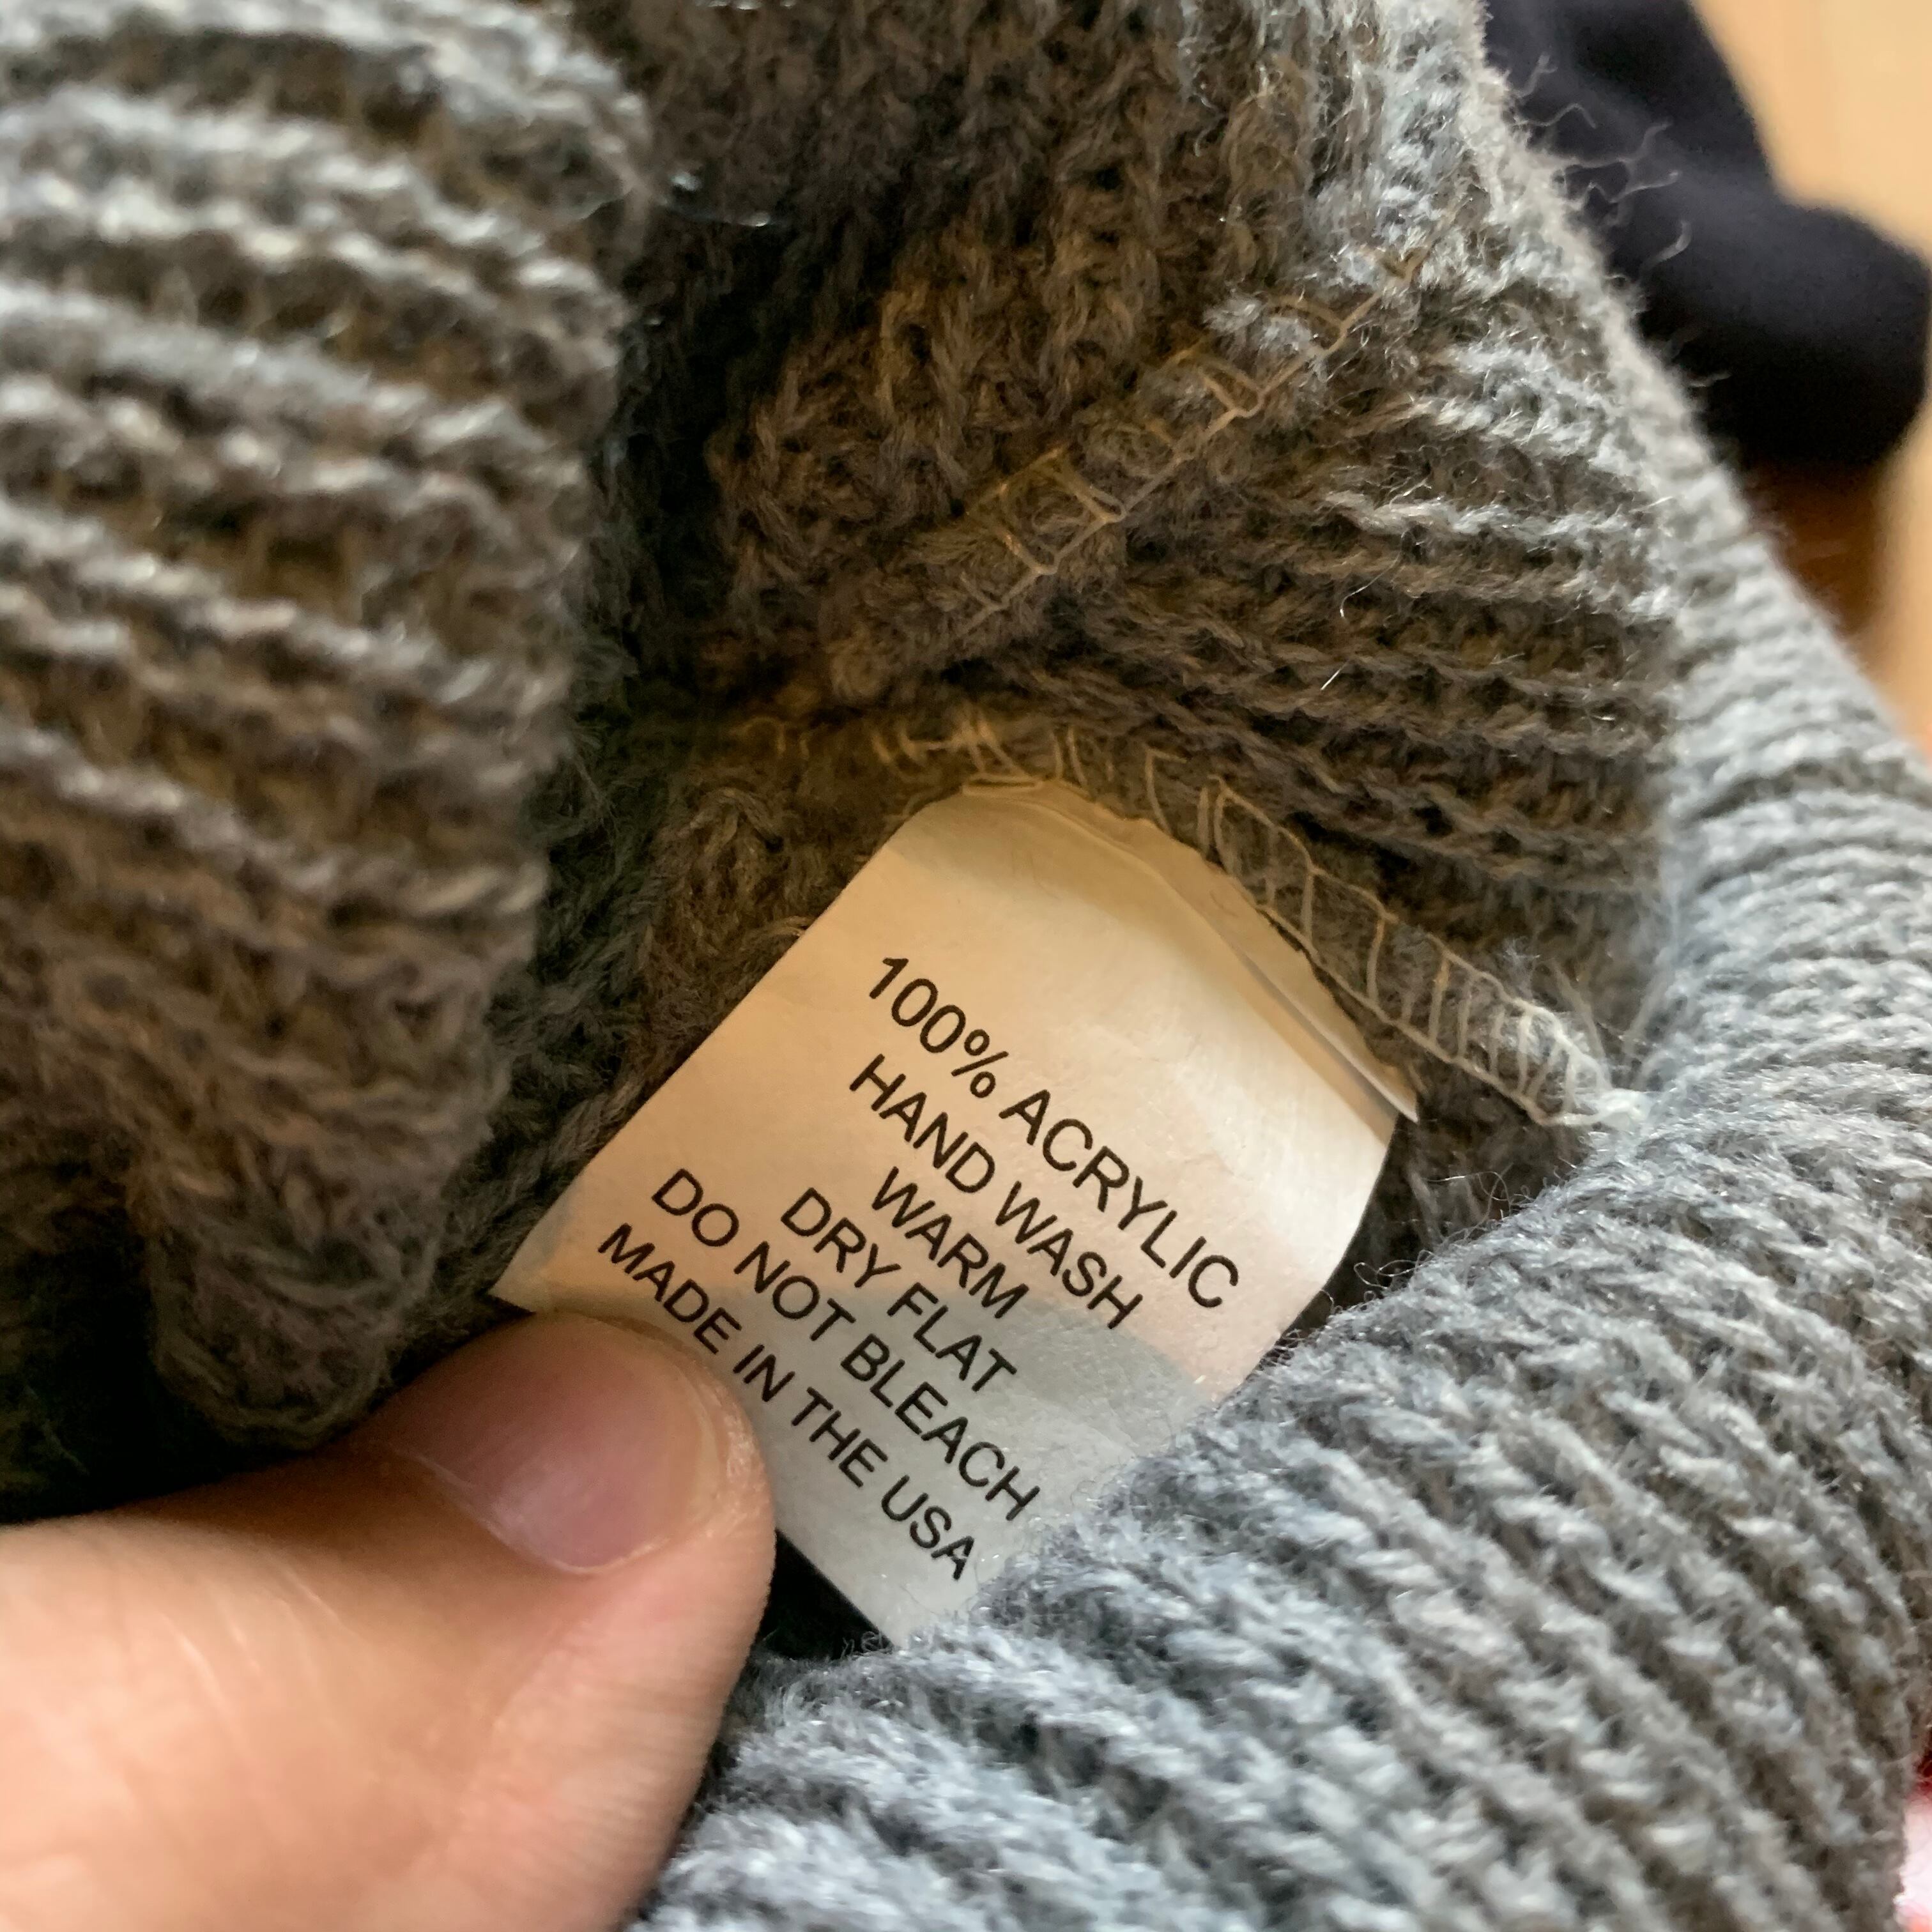 100% ACRYLIC
HAND WASH
WARM
DRY FLAT
DO NOT BLEACH
MADE IN THE USA